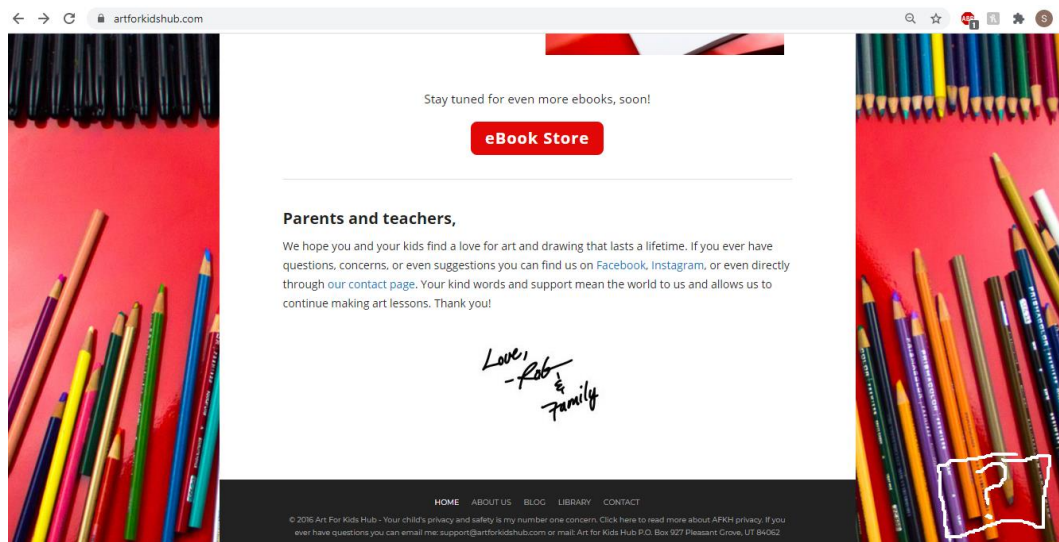 artforkidshub.com
Stay tuned for even more ebooks, soon!
eBook Store
Parents and teachers,
We hope you and your kids find a love for art and drawing that lasts a lifetime. If you ever have
questions, concerns, or even suggestions you can find us on Facebook, Instagram, or even directly
through our contact page. Your kind words and support mean the world to us and allows us to
continue making art lessons. Thank you!
Love,
- Rob
&
Family
HOME ABOUT US BLOG LIBRARY CONTACT
© 2016 Art For Kids Hub - Your child's privacy and safety is my number one concern. Click here to read more about AFKH privacy. If you
ever have questions you can email me: support@artforkidshub.com or mail: Art for Kids Hub P.O. Box 927 Pleasant Grove, UT 84062
?